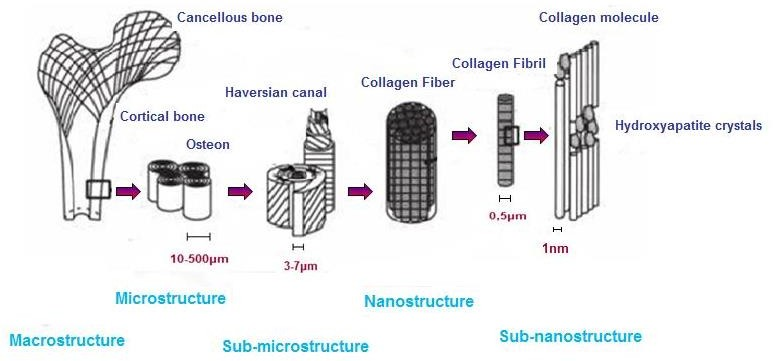 Cancellous bone
Collagen molecule
Collagen Fibril
Collagen Fiber
Haversian canal
Cortical bone
Hydroxyapatite crystals
Osteon
0,5µm
1nm
10-500µm
3-7µm
Microstructure
Nanostructure
Macrostructure
Sub-microstructure
Sub-nanostructure